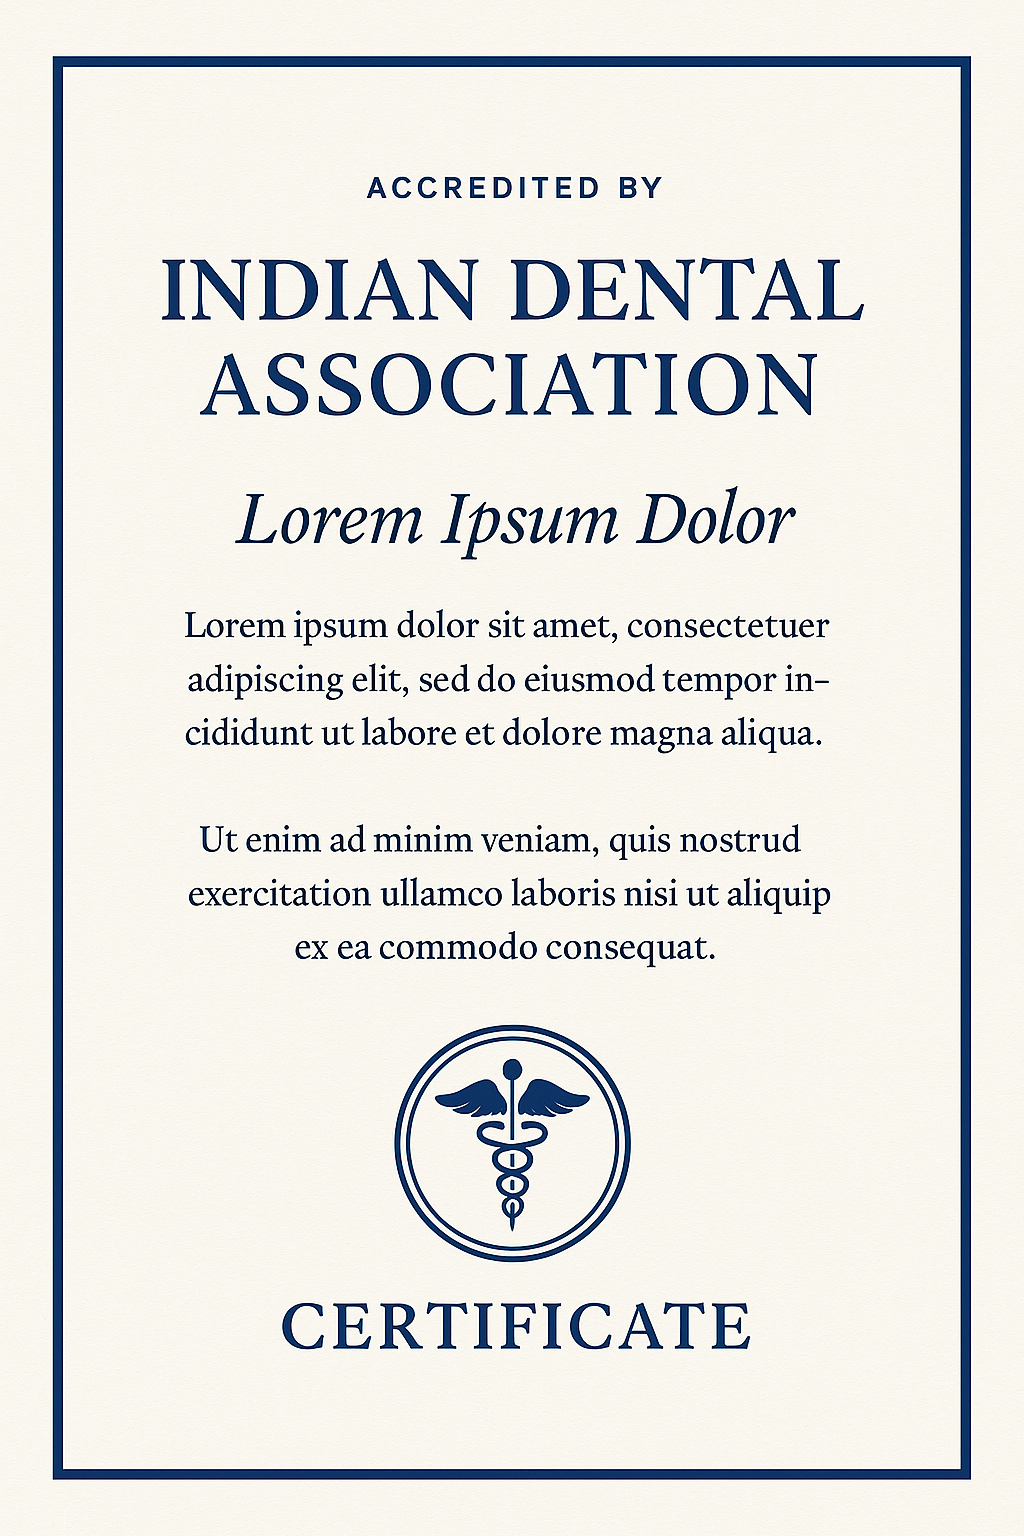 ACCREDITED BY
INDIAN DENTAL
ASSOCIATION
Lorem Ipsum Dolor
Lorem ipsum dolor sit amet, consectetuer
adipiscing elit, sed do eiusmod tempor in–
cididunt ut labore et dolore magna aliqua.
Ut enim ad minim veniam, quis nostrud
exercitation ullamco laboris nisi ut aliquip
ex ea commodo consequat.
CERTIFICATE